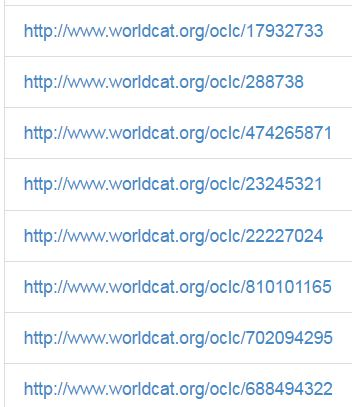 http://www.worldcat.org/oclc/17932733
http://www.worldcat.org/oclc/288738
http://www.worldcat.org/oclc/474265871
http://www.worldcat.org/oclc/23245321
http://www.worldcat.org/oclc/22227024
http://www.worldcat.org/oclc/810101165
http://www.worldcat.org/oclc/702094295
http://www.worldcat.org/oclc/688494322